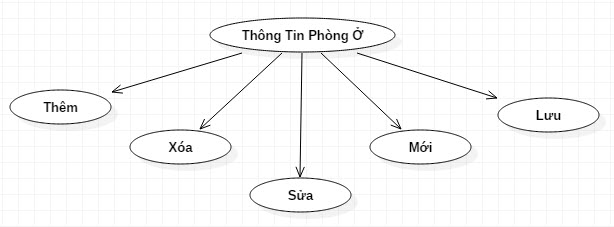 Thông Tin Phòng Ở
Thêm
Lưu
Xóa
Mới
Sửa